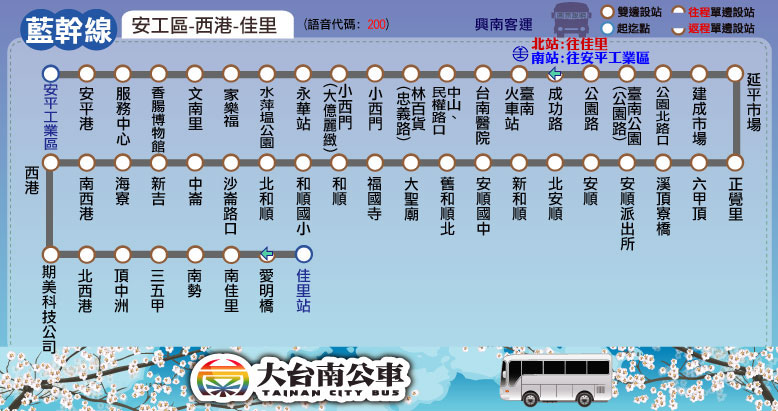 藍幹線
安工區-西港-佳里
(語音代碼：200)
興南客運
雙邊設站
往程單邊設站
起迄點
返程單邊設站
北站:往佳里
南站:往安平工業區
安平工業區
安平港
服務中心
香腸博物館
文南里
家樂福
水萍塭公園
永華站
小西門
(大億麗緻)
小西門
林百貨
(忠義路)
中山、
民權路口
台南醫院
臺南
火車站
成功路
公園路
臺南公園
(公園路)
公園北路口
建成市場
延平市場
西港
南西港
海寮
新吉
中崙
沙崙路口
北和順
和順國小
和順
福國寺
大聖廟
舊和順北
安順國中
新和順
北安順
安順
安順派出所
溪頂寮橋
六甲頂
正覺里
期美科技公司
北西港
頂中洲
三五甲
南勢
南佳里
愛明橋
佳里站
大台南公車
TAINAN CITY BUS